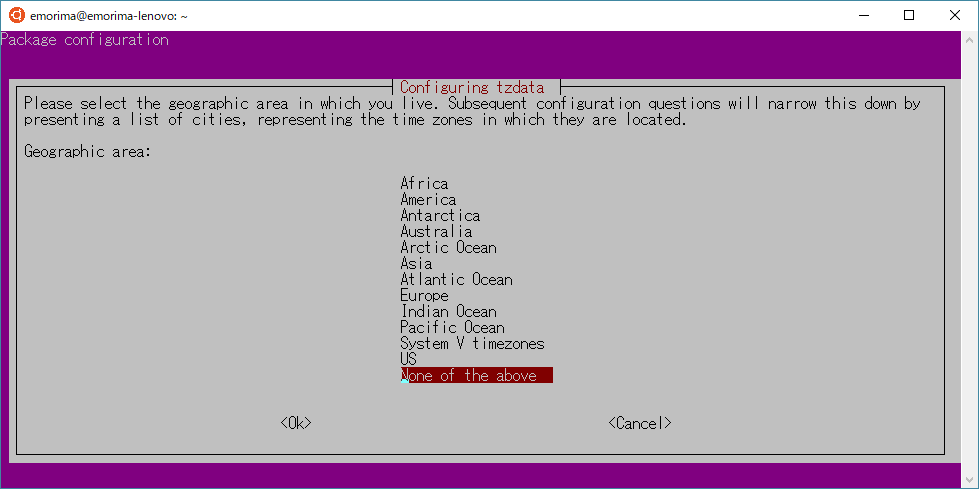 emorima@emorima-lenovo: ~
Package configuration
Configuring tzdata
Please select the geographic area in which you live. Subsequent configuration questions will narrow this down by
presenting a list of cities, representing the time zones in which they are located.
Geographic area:
Africa
America
Antarctica
Australia
Arctic Ocean
Asia
Atlantic Ocean
Europe
Indian Ocean
Pacific Ocean
System V timezones
US
None of the above
<Ok> <Cancel>